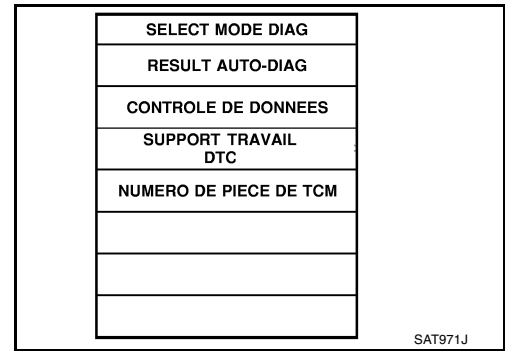 SELECT MODE DIAG
RESULT AUTO-DIAG
CONTROLE DE DONNEES
SUPPORT TRAVAIL
DTC
NUMERO DE PIECE DE TCM
SAT971J